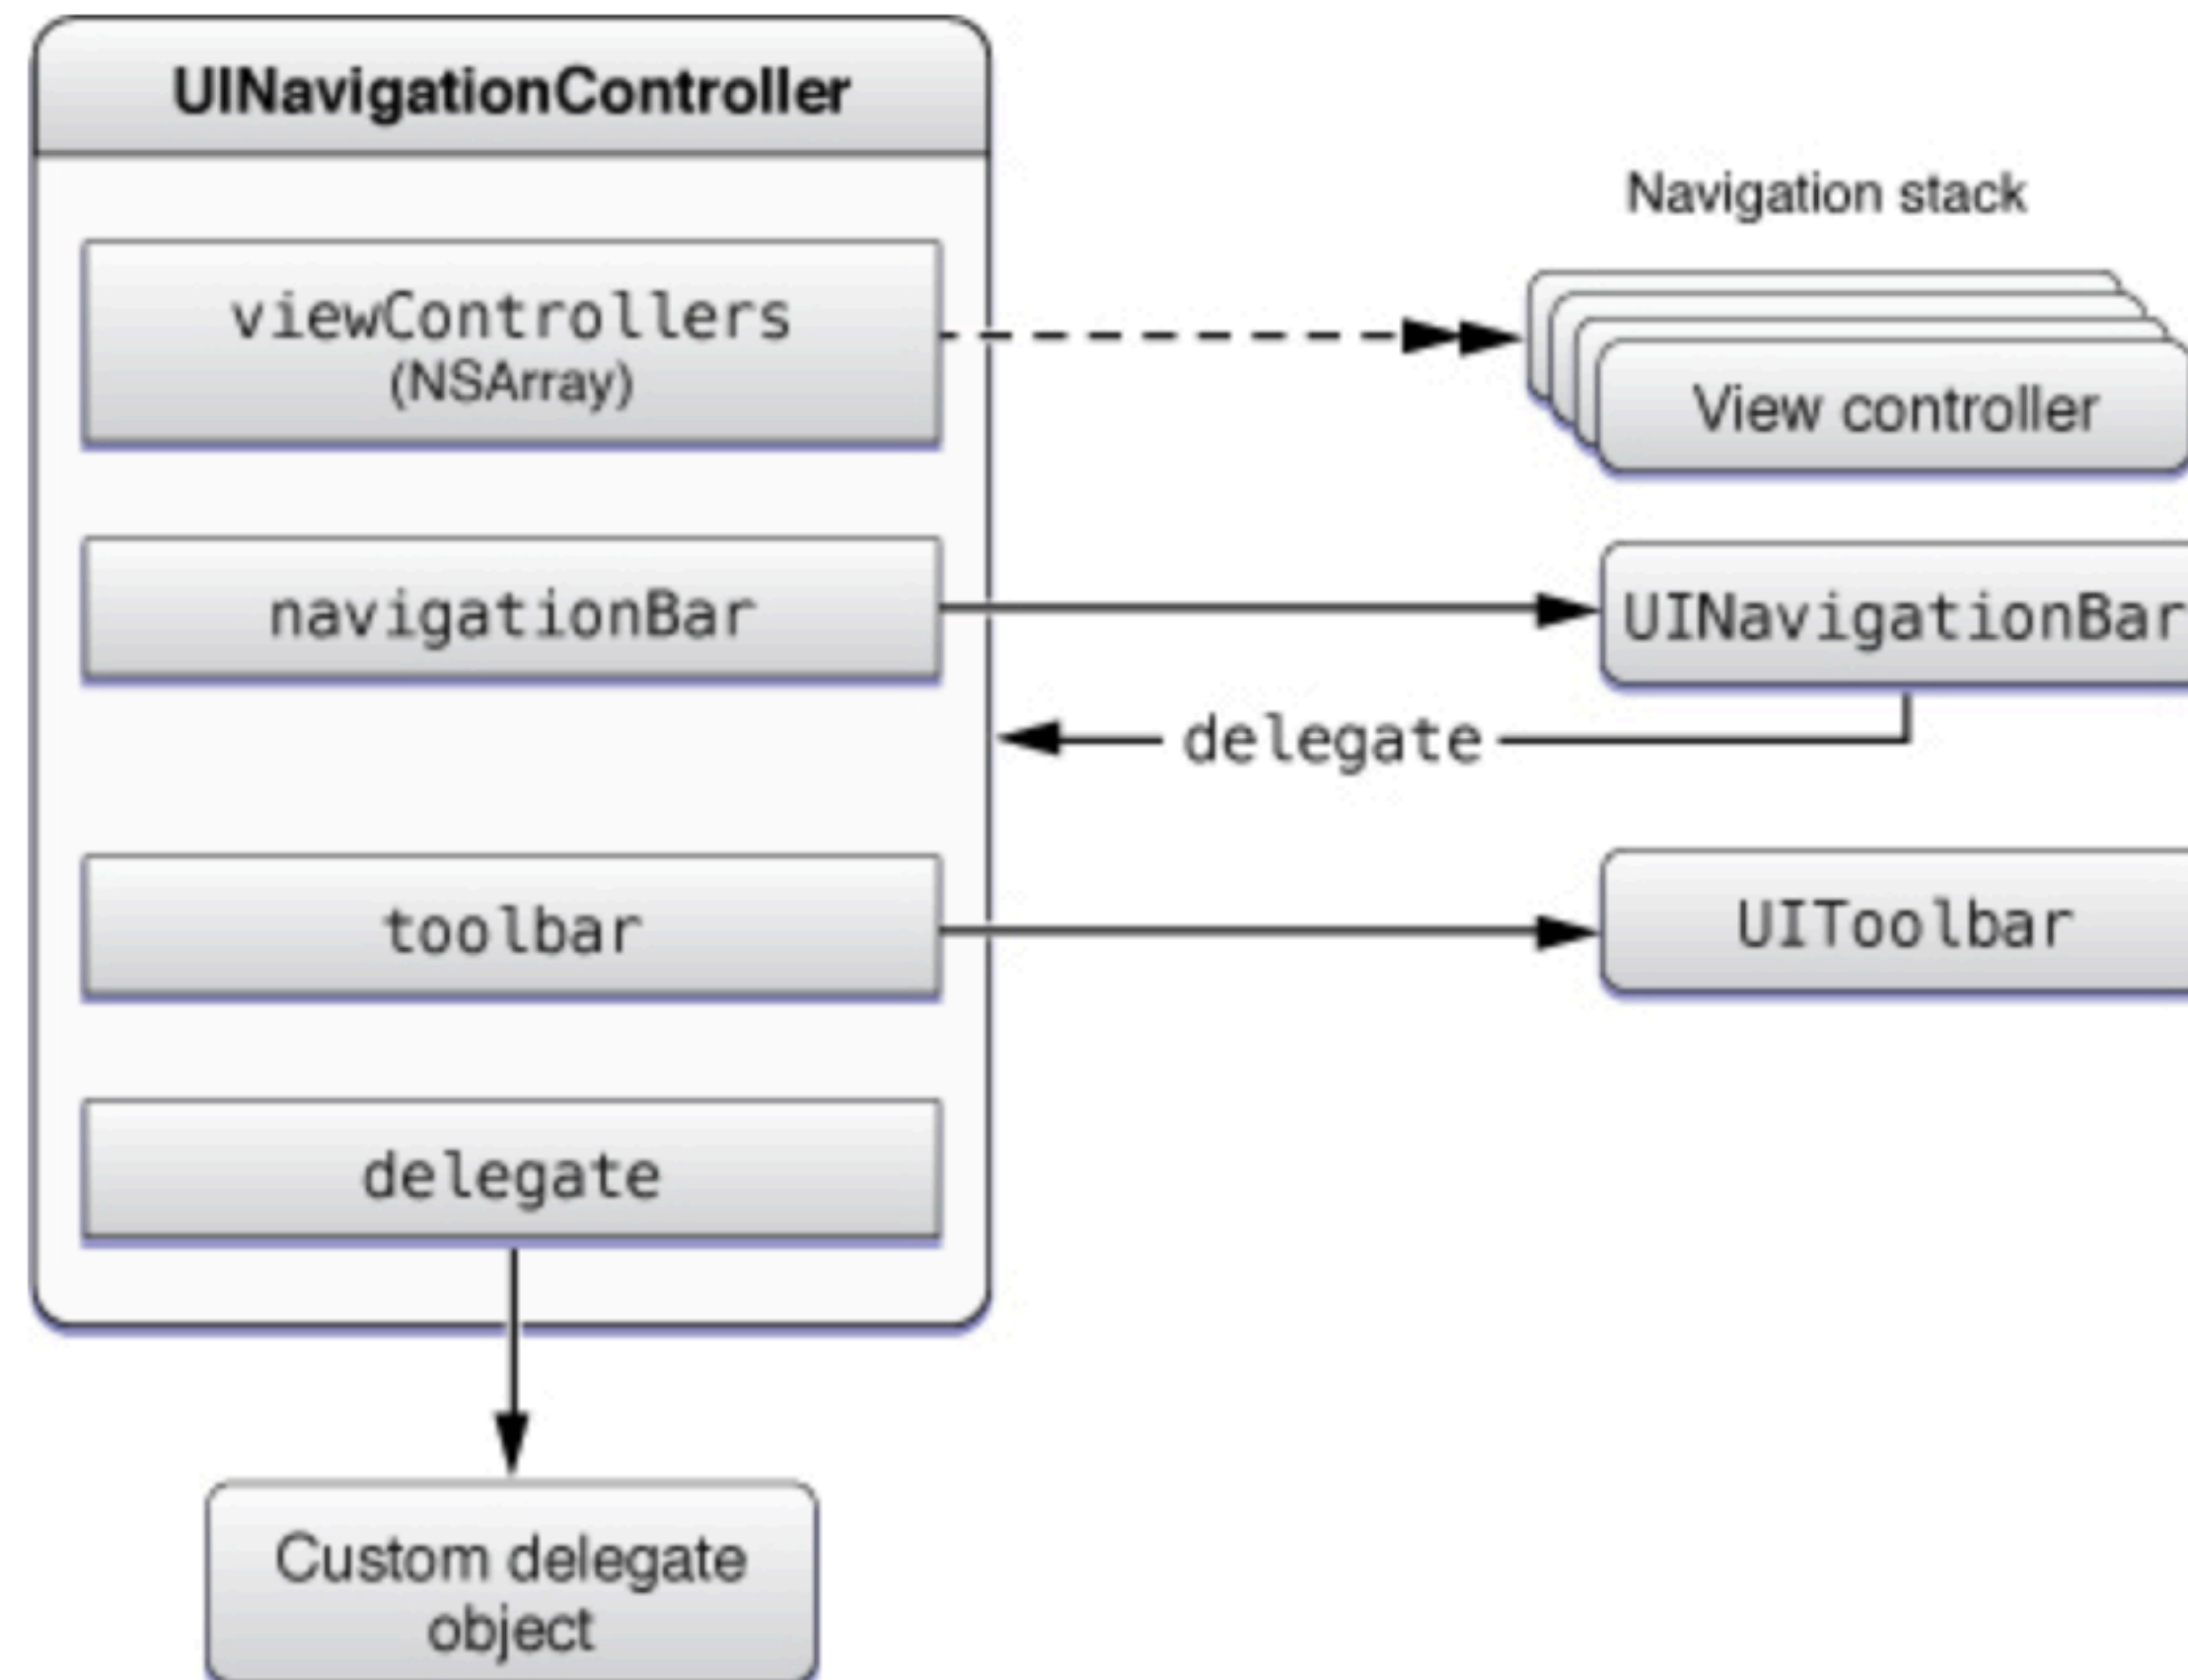 UINavigationController
Navigation stack
viewControllers
(NSArray)
View controller
navigationBar
UINavigationBar
delegate
toolbar
UIToolbar
delegate
Custom delegate
object